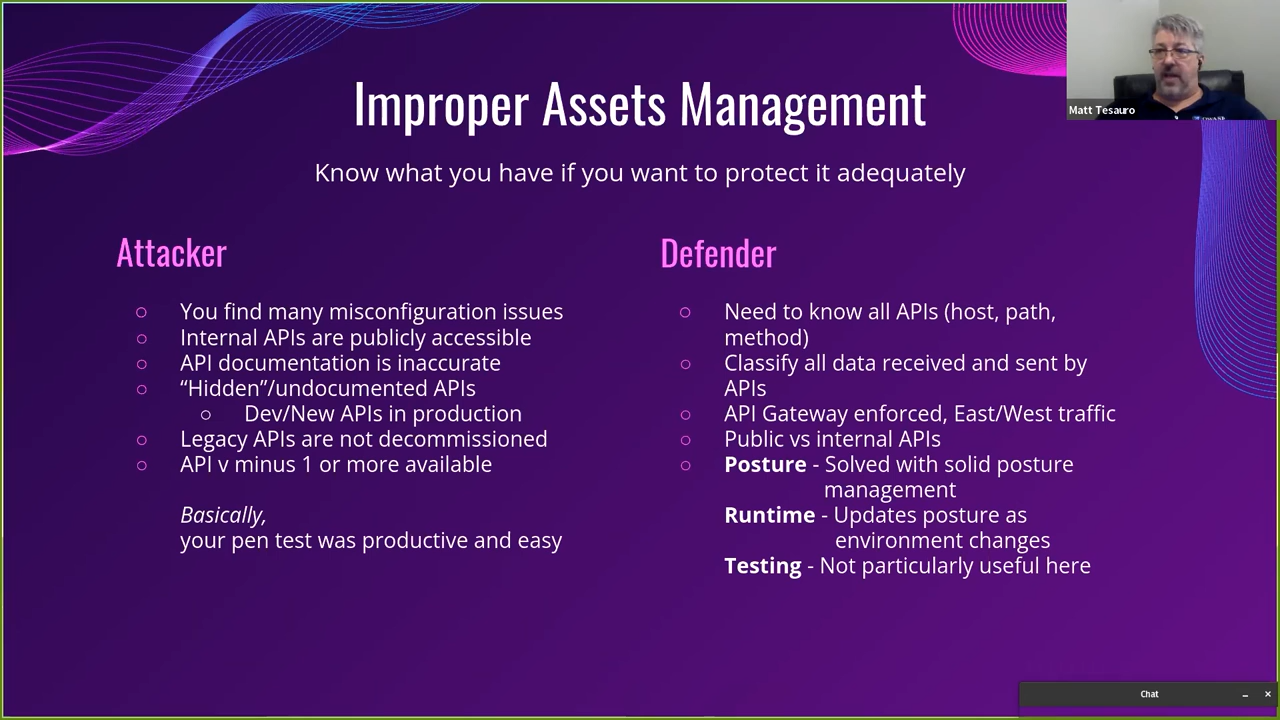 Improper Assets Management
Know what you have if you want to protect it adequately
Matt Tesauro
Attacker
○ You find many misconfiguration issues
○ Internal APIs are publicly accessible
○ API documentation is inaccurate
○ “Hidden”/undocumented APIs
○ Dev/New APIs in production
○ Legacy APIs are not decommissioned
○ API v minus 1 or more available
Basically,
your pen test was productive and easy
Defender
○ Need to know all APIs (host, path,
method)
○ Classify all data received and sent by
APIs
○ API Gateway enforced, East/West traffic
○ Public vs internal APIs
○ Posture - Solved with solid posture
management
Runtime - Updates posture as
environment changes
Testing - Not particularly useful here
Chat